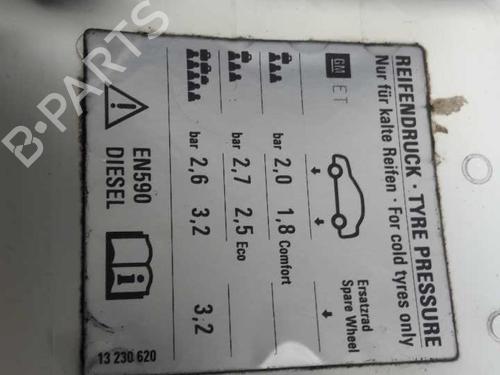 REIFENDRUCK · TYRE PRESSURE
Nur für kalte Reifen · For cold tyres only
GM
ET
Ersatzrad
Spare Wheel
bar 2,0 1,8 Comfort
bar 2,7 2,5 Eco
bar 2,6 3,2 3,2
EN590
DIESEL
i
13 230 620
B-PARTS